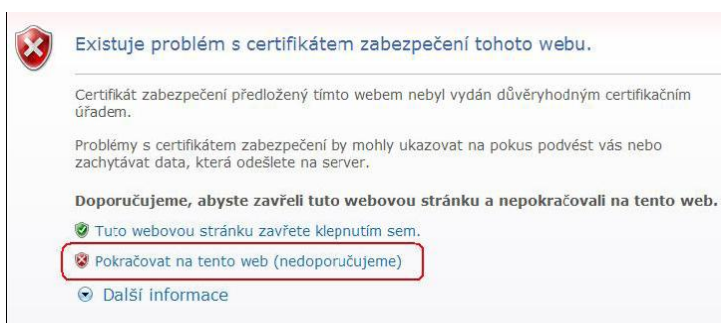 Existuje problém s certifikátem zabezpečení tohoto webu.
Certifikát zabezpečení předložený tímto webem nebyl vydán důvěryhodným certifikačním
úřadem.
Problémy s certifikátem zabezpečení by mohly ukazovat na pokus podvést vás nebo
zachytávat data, která odešlete na server.
Doporučujeme, abyste zavřeli tuto webovou stránku a nepokračovali na tento web.
Tuto webovou stránku zavřete klepnutím sem.
Pokračovat na tento web (nedoporučujeme)
Další informace